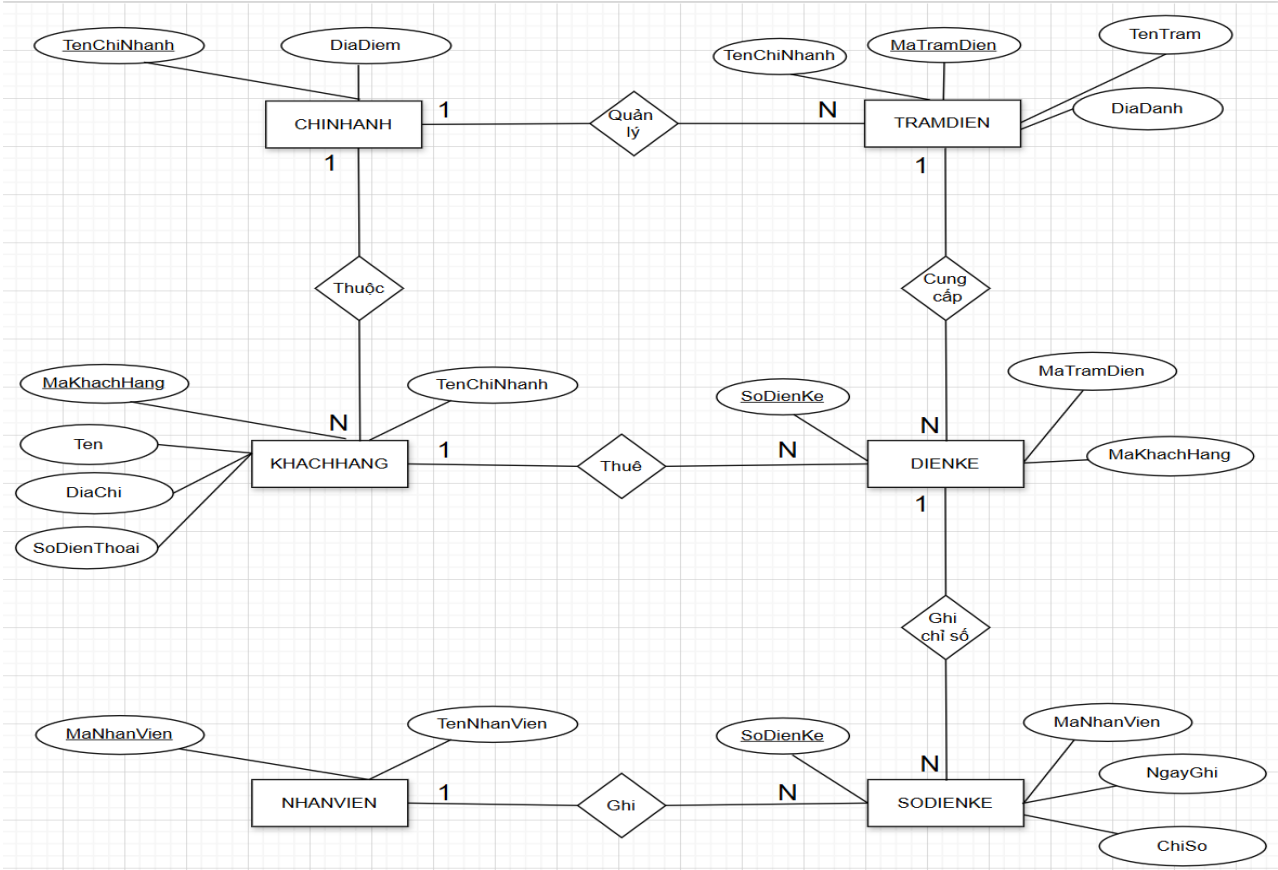 TenChiNhanh
DiaDiem
TenChiNhanh
MaTramDien
TenTram
DiaDanh
CHINHANH
1
Quản
lý
N
TRAMDIEN
1
1
Thuộc
Cung
cấp
MaKhachHang
TenChiNhanh
SoDienKe
MaTramDien
Ten
N
N
KHACHHANG
1
Thuê
N
DIENKE
MaKhachHang
DiaChi
1
SoDienThoai
Ghi
chỉ số
MaNhanVien
TenNhanVien
SoDienKe
MaNhanVien
N
NgayGhi
NHANVIEN
1
Ghi
N
SODIENKE
ChiSo